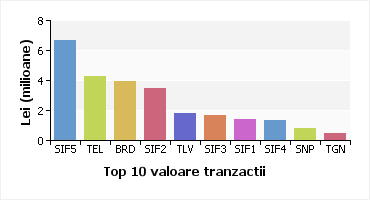 Lei (milioane)
8
6
4
2
0
SIF5 TEL BRD SIF2 TLV SIF3 SIF1 SIF4 SNP TGN
Top 10 valoare tranzactii